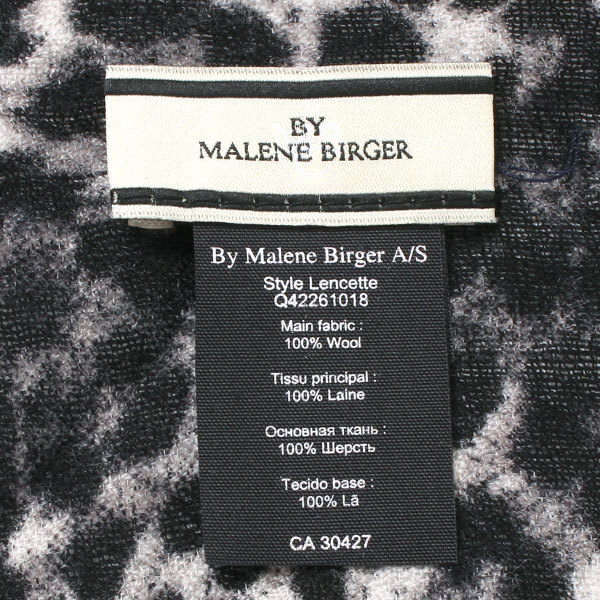 BY
MALENE BIRGER
By Malene Birger A/S
Style Lencette
Q42261018
Main fabric :
100% Wool
Tissu principal :
100% Laine
Основная ткань :
100% Шерсть
Tecido base :
100% Lã
CA 30427